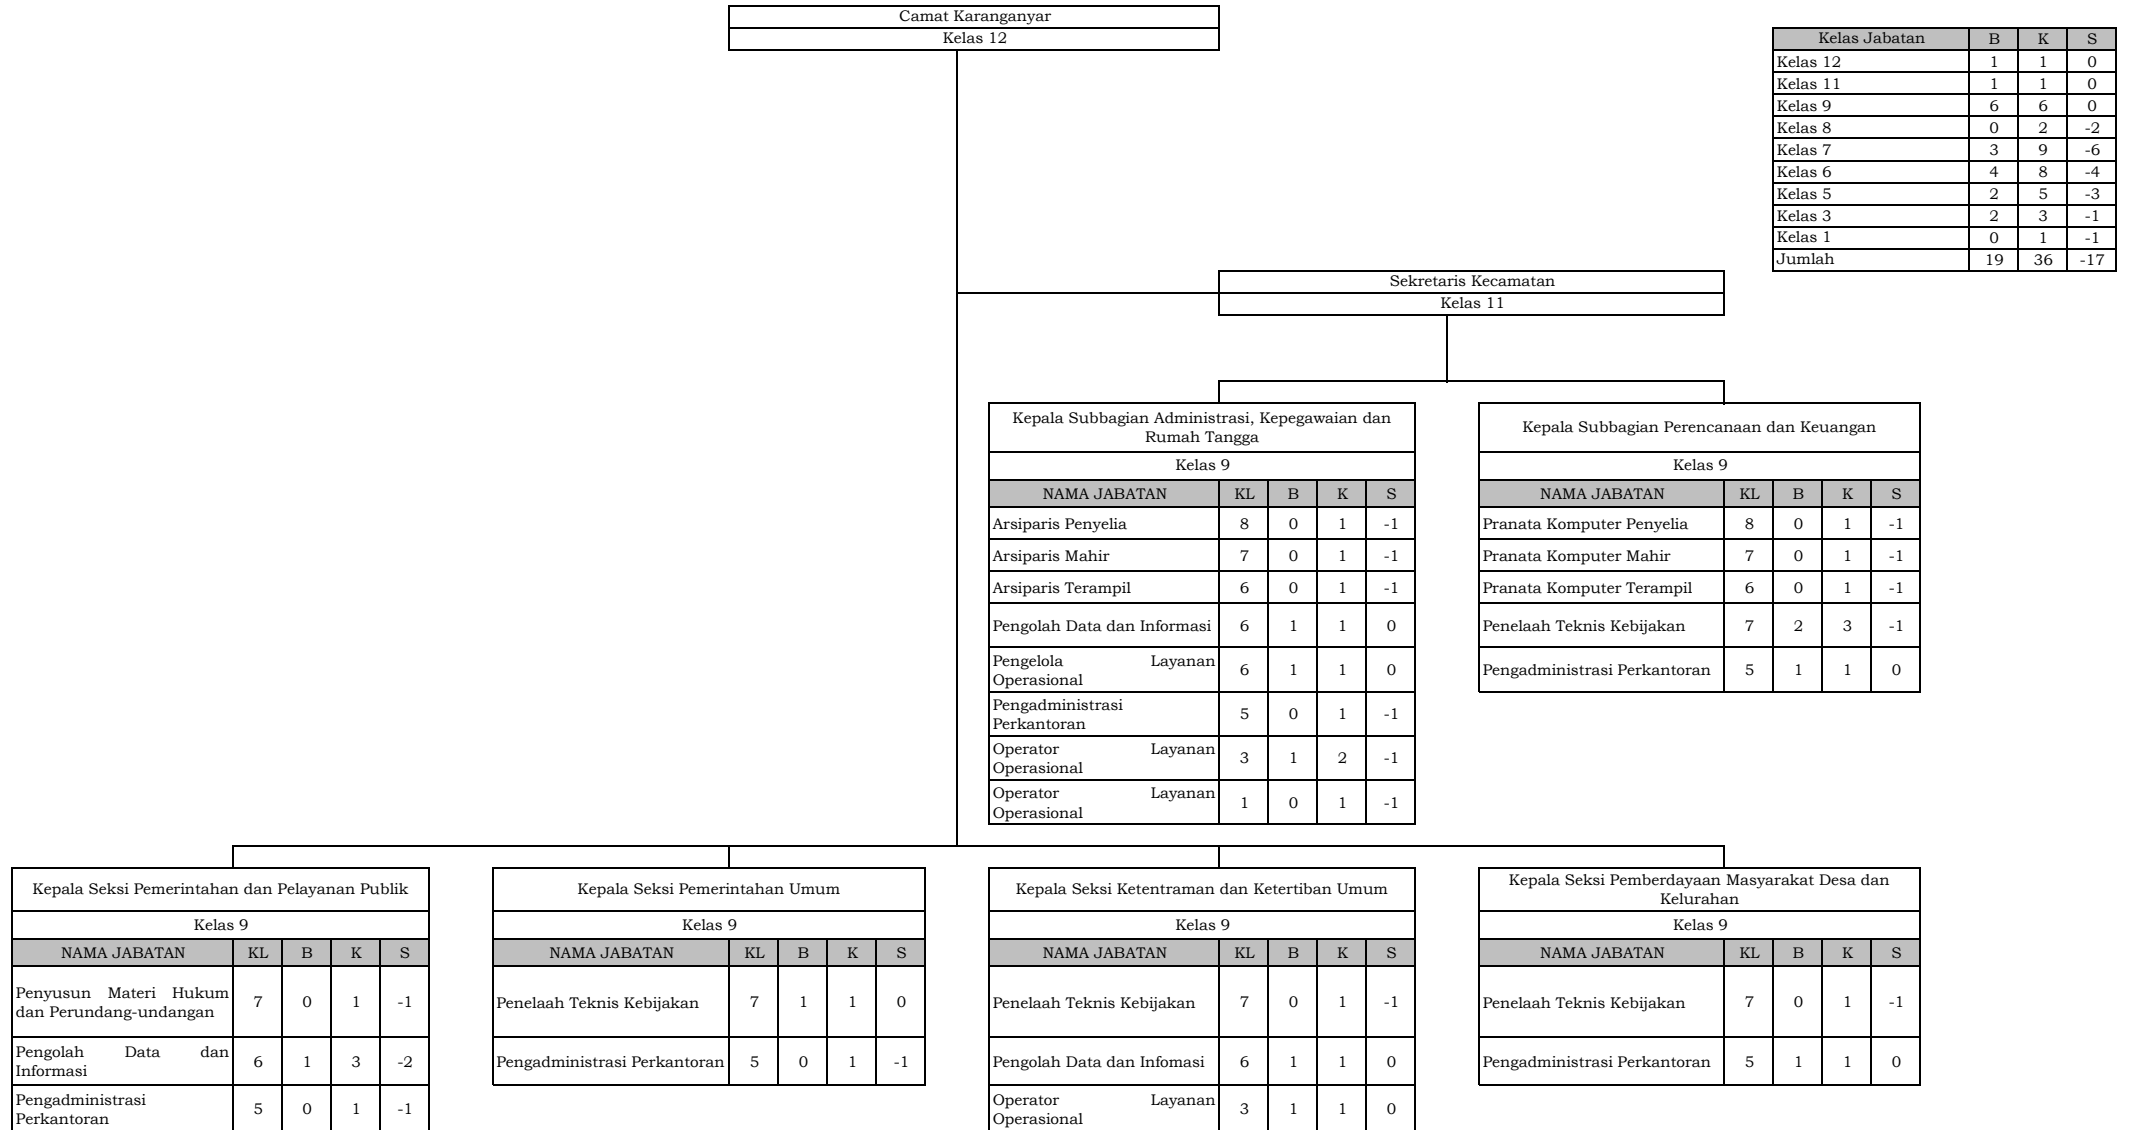 Camat Karanganyar
Kelas 12
Kelas Jabatan B K S
Kelas 12 1 1 0
Kelas 11 1 1 0
Kelas 9 6 6 0
Kelas 8 0 2 -2
Kelas 7 3 9 -6
Kelas 6 4 8 -4
Kelas 5 2 5 -3
Kelas 3 2 3 -1
Kelas 1 0 1 -1
Jumlah 19 36 -17
Sekretaris Kecamatan
Kelas 11
Kepala Subbagian Administrasi, Kepegawaian dan
Rumah Tangga
Kelas 9
NAMA JABATAN KL B K S
Arsiparis Penyelia 8 0 1 -1
Arsiparis Mahir 7 0 1 -1
Arsiparis Terampil 6 0 1 -1
Pengolah Data dan Informasi 6 1 1 0
Pengelola Layanan
Operasional 6 1 1 0
Pengadministrasi
Perkantoran 5 0 1 -1
Operator Layanan
Operasional 3 1 2 -1
Operator Layanan
Operasional 1 0 1 -1
Kepala Subbagian Perencanaan dan Keuangan
Kelas 9
NAMA JABATAN KL B K S
Pranata Komputer Penyelia 8 0 1 -1
Pranata Komputer Mahir 7 0 1 -1
Pranata Komputer Terampil 6 0 1 -1
Penelaah Teknis Kebijakan 7 2 3 -1
Pengadministrasi Perkantoran 5 1 1 0
Kepala Seksi Pemerintahan dan Pelayanan Publik
Kelas 9
NAMA JABATAN KL B K S
Penyusun Materi Hukum
dan Perundang-undangan 7 0 1 -1
Pengolah Data dan
Informasi 6 1 3 -2
Pengadministrasi
Perkantoran 5 0 1 -1
Kepala Seksi Pemerintahan Umum
Kelas 9
NAMA JABATAN KL B K S
Penelaah Teknis Kebijakan 7 1 1 0
Pengadministrasi Perkantoran 5 0 1 -1
Kepala Seksi Ketentraman dan Ketertiban Umum
Kelas 9
NAMA JABATAN KL B K S
Penelaah Teknis Kebijakan 7 0 1 -1
Pengolah Data dan Infomasi 6 1 1 0
Operator Layanan
Operasional 3 1 1 0
Kepala Seksi Pemberdayaan Masyarakat Desa dan
Kelurahan
Kelas 9
NAMA JABATAN KL B K S
Penelaah Teknis Kebijakan 7 0 1 -1
Pengadministrasi Perkantoran 5 1 1 0